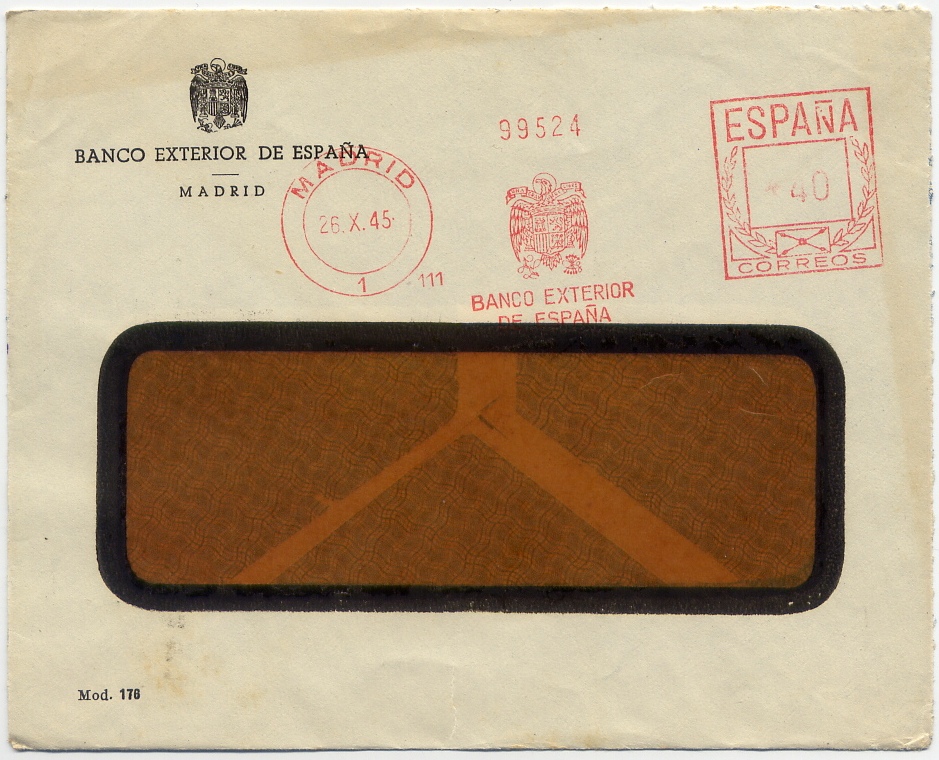 BANCO EXTERIOR DE ESPAÑA
MADRID
MADRID
26.X.45
1
111
99524
BANCO EXTERIOR
DE ESPAÑA
ESPAÑA
40
CORREOS
Mod. 176